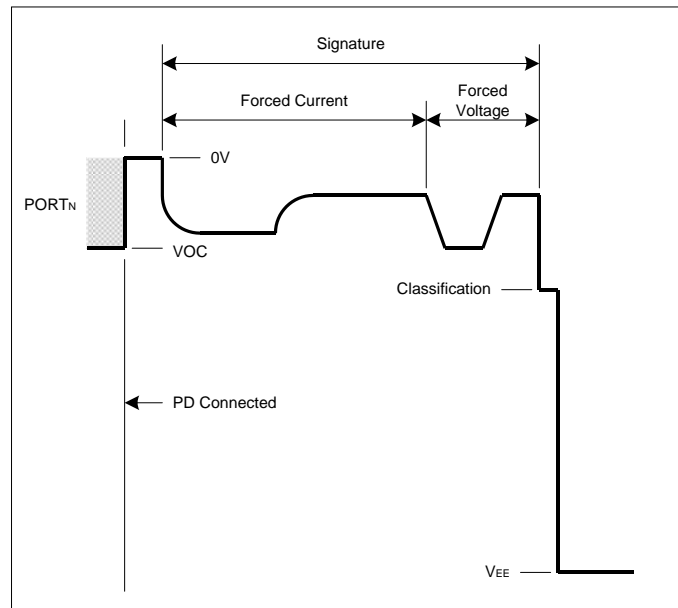 Signature
Forced Current
Forced
Voltage
0V
PORTN
VOC
Classification
PD Connected
VEE